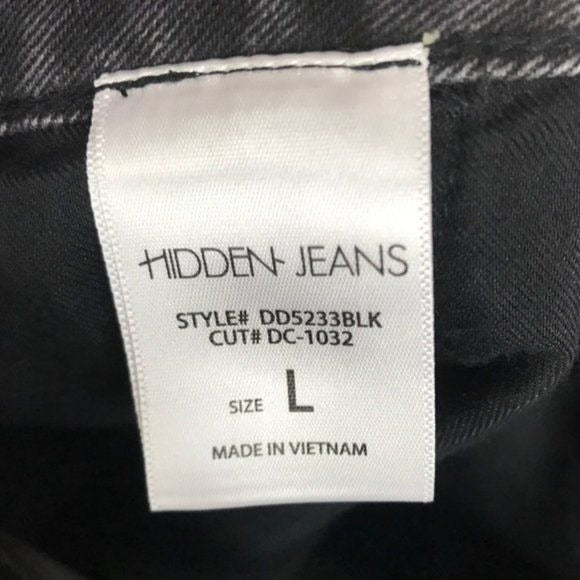 HIDDEN JEANS
STYLE# DD5233BLK
CUT# DC-1032
SIZE L
MADE IN VIETNAM